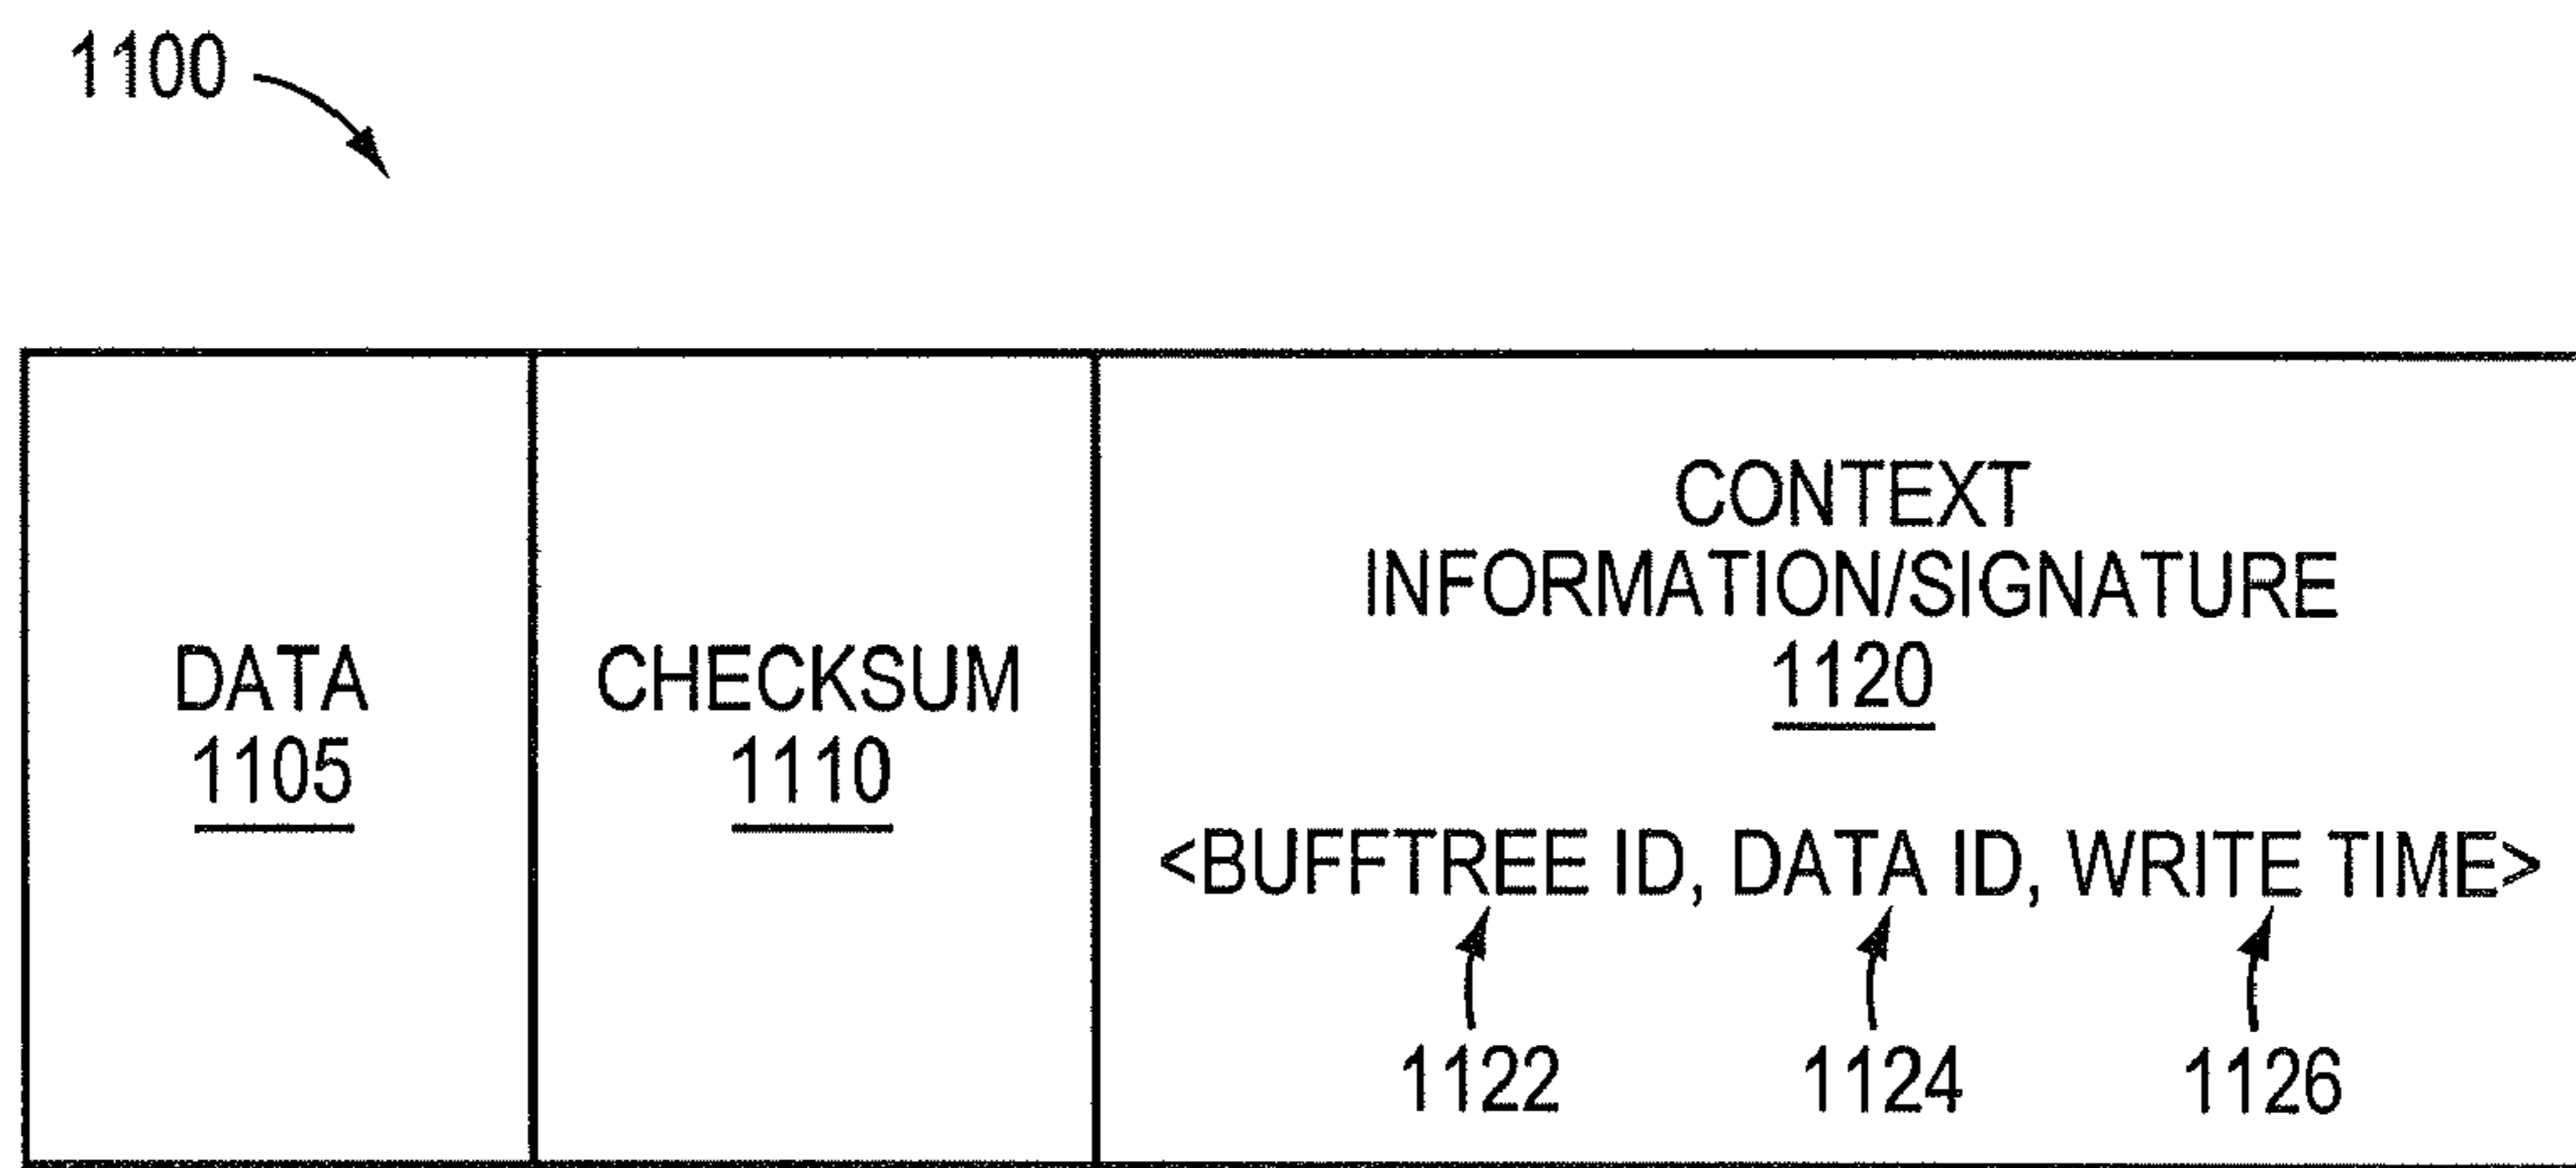 1100
DATA
1105
CHECKSUM
1110
CONTEXT
INFORMATION/SIGNATURE
1120
<BUFFTREE ID, DATA ID, WRITE TIME>
1122
1124
1126